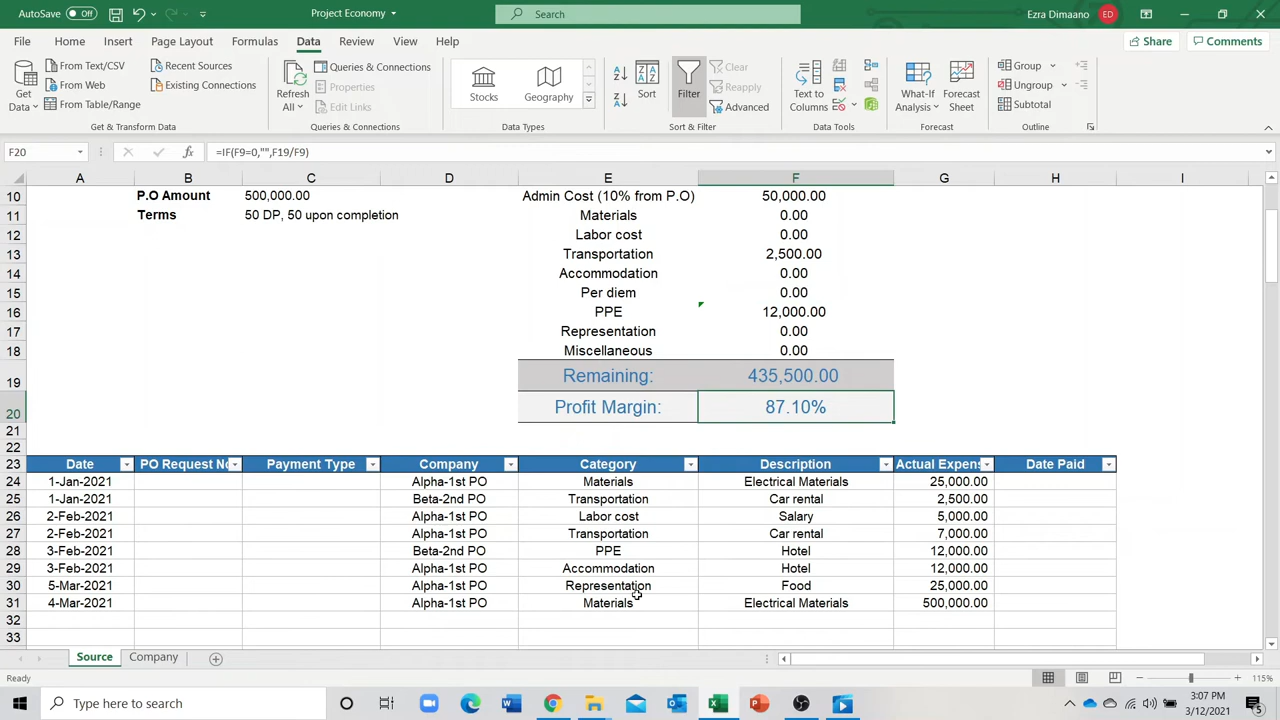 AutoSave Off Project Economy Search Ezra Dimaano ED
File Home Insert Draw Page Layout Formulas Data Review View Help Share Comments
Get Data
From Text/CSV
From Web
From Table/Range
Recent Sources
Existing Connections
Get & Transform Data
Refresh All
Queries & Connections
Properties
Edit Links
Queries & Connections
Stocks Geography
Data Types
Sort Filter
Clear
Reapply
Advanced
Sort & Filter
Text to Columns
Data Tools
What-If Analysis
Forecast Sheet
Forecast
Group
Ungroup
Subtotal
Outline
F20 fx =IF(F9=0,"",F19/F9)
A B C D E F G H I
10 P.O Amount 500,000.00 Admin Cost (10% from P.O) 50,000.00
11 Terms 50 DP, 50 upon completion Materials 0.00
12 Labor cost 0.00
13 Transportation 2,500.00
14 Accommodation 0.00
15 Per diem 0.00
16 PPE 12,000.00
17 Representation 0.00
18 Miscellaneous 0.00
19 Remaining: 435,500.00
20 Profit Margin: 87.10%
21
22
23 Date PO Request No Payment Type Company Category Description Actual Expens Date Paid
24 1-Jan-2021 Alpha-1st PO Materials Electrical Materials 25,000.00
25 1-Jan-2021 Beta-2nd PO Transportation Car rental 2,500.00
26 2-Feb-2021 Alpha-1st PO Labor cost Salary 5,000.00
27 2-Feb-2021 Alpha-1st PO Transportation Car rental 7,000.00
28 3-Feb-2021 Beta-2nd PO PPE Hotel 12,000.00
29 3-Feb-2021 Alpha-1st PO Accommodation Hotel 12,000.00
30 5-Mar-2021 Alpha-1st PO Representation Food 25,000.00
31 4-Mar-2021 Alpha-1st PO Materials Electrical Materials 500,000.00
32
33
Source Company
Ready 115%
Type here to search
3:07 PM
3/12/2021
5